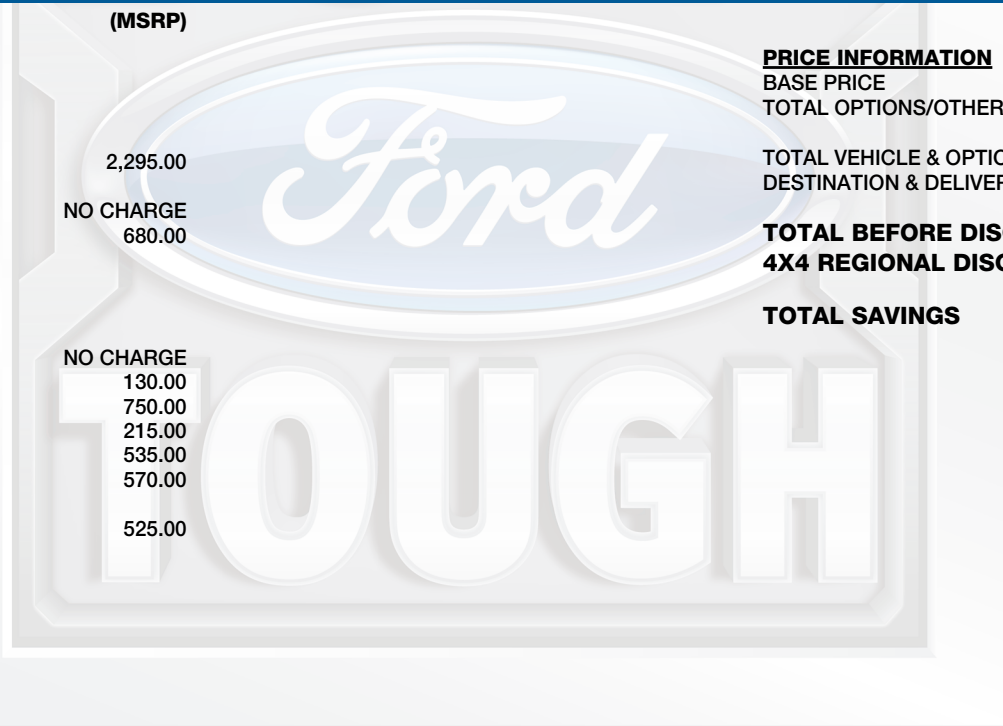 (MSRP)
2,295.00
NO CHARGE
680.00
NO CHARGE
130.00
750.00
215.00
535.00
570.00
525.00
PRICE INFORMATION
BASE PRICE
TOTAL OPTIONS/OTHER
TOTAL VEHICLE & OPTIO
DESTINATION & DELIVER
TOTAL BEFORE DISC
4X4 REGIONAL DISC
TOTAL SAVINGS
Ford
TOUGH